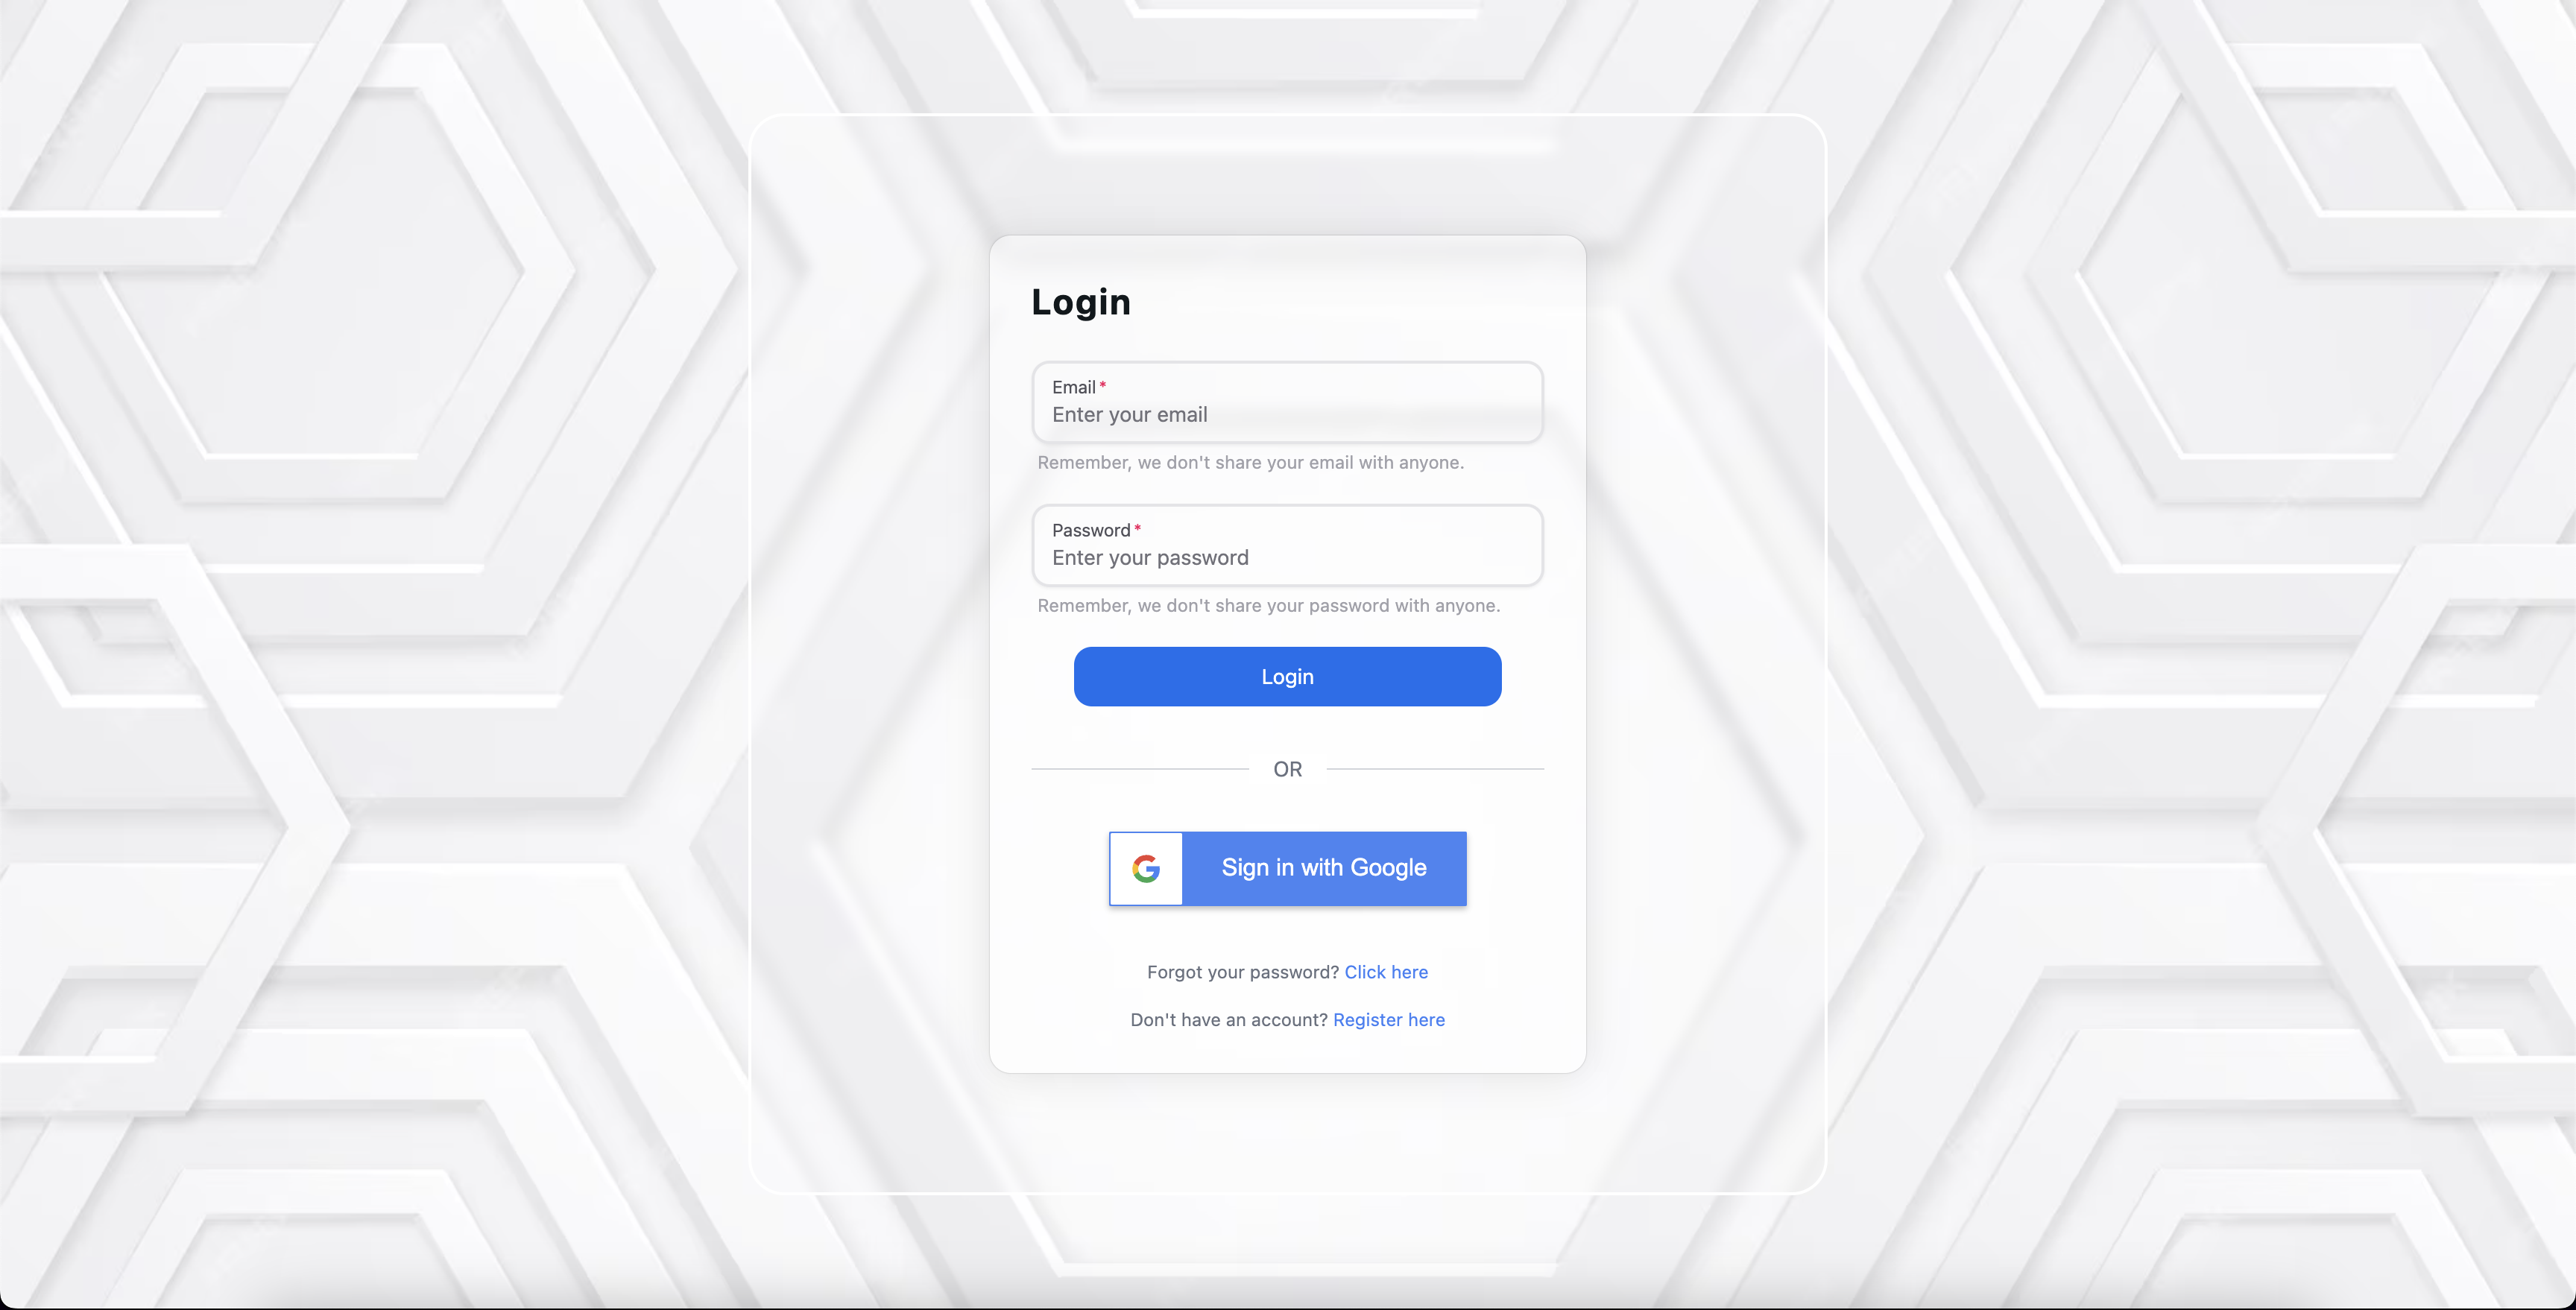 Login
Email *
Enter your email
Remember, we don't share your email with anyone.
Password *
Enter your password
Remember, we don't share your password with anyone.
Login
OR
Sign in with Google
Forgot your password? Click here
Don't have an account? Register here